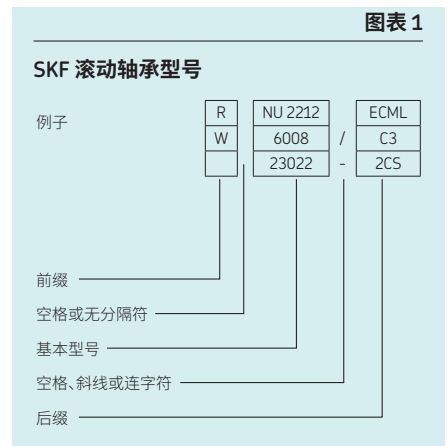 图表 1
SKF 滚动轴承型号
例子
R NU 2212 ECML
W 6008 / C3
23022 - 2CS
前缀
空格或无分隔符
基本型号
空格、斜线或连字符
后缀